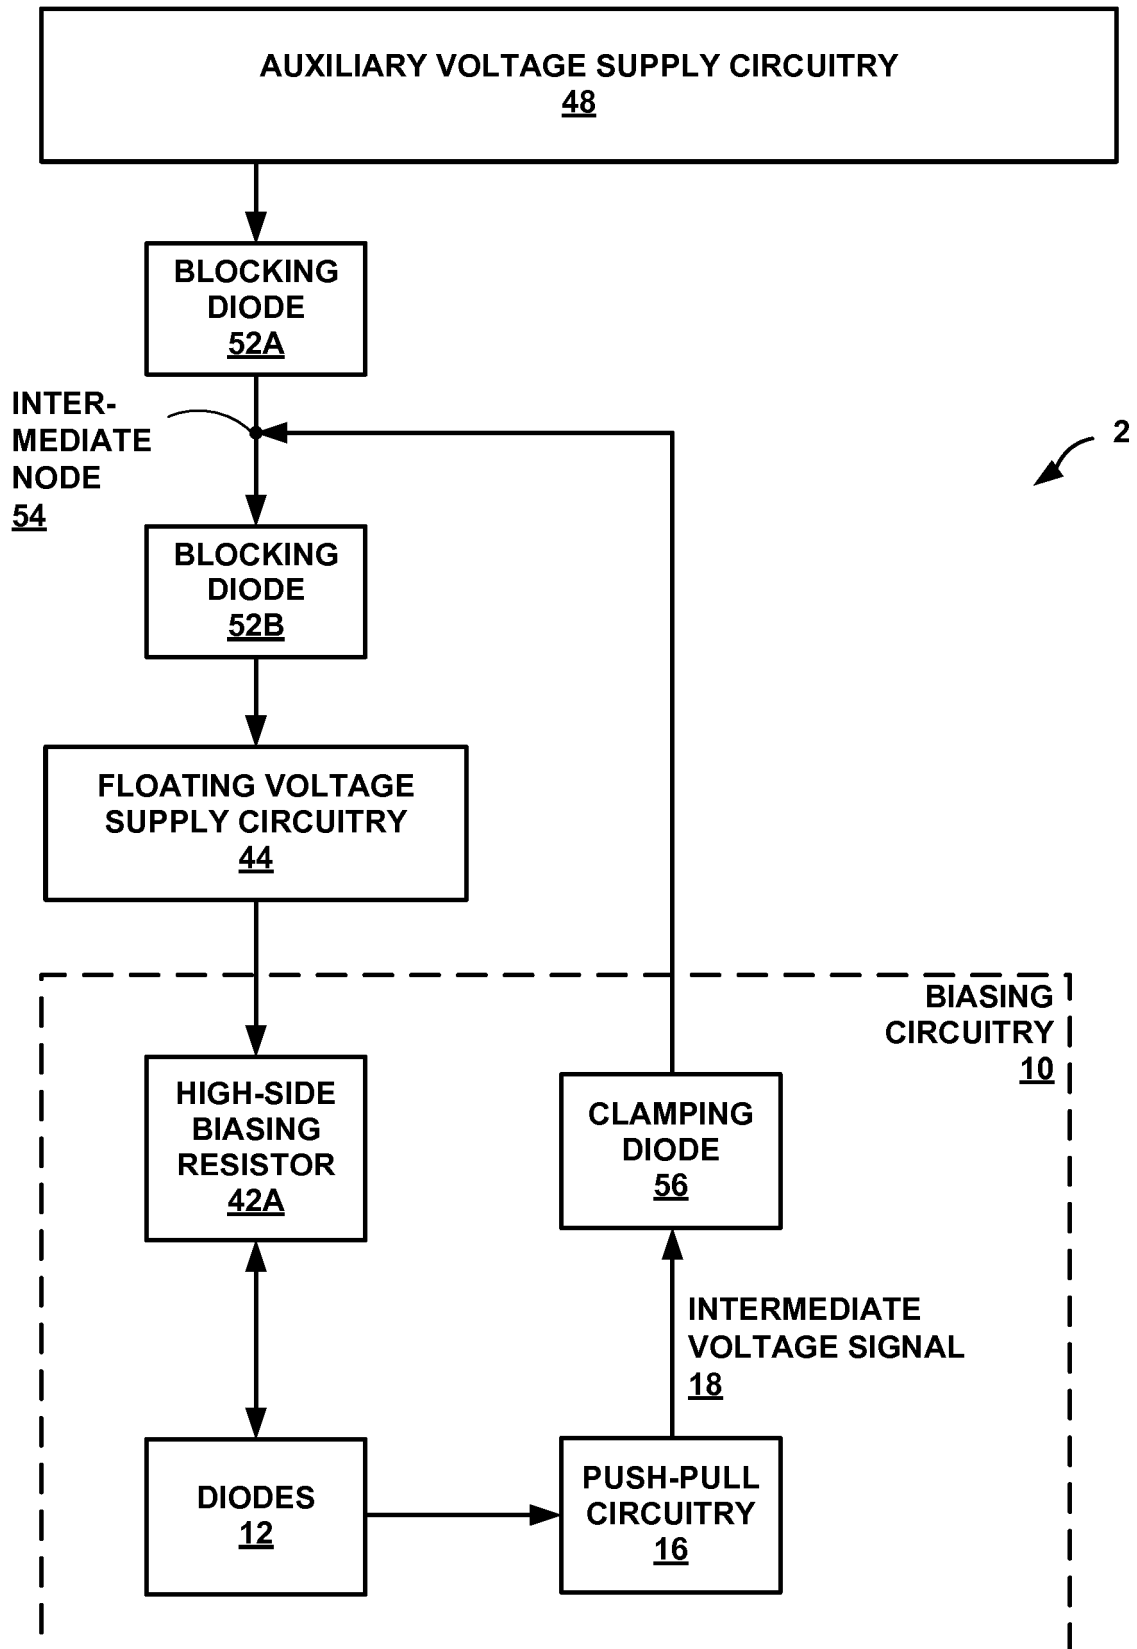 AUXILIARY VOLTAGE SUPPLY CIRCUITRY
48
BLOCKING
DIODE
52A
INTER-
MEDIATE
NODE
54
2
BLOCKING
DIODE
52B
FLOATING VOLTAGE
SUPPLY CIRCUITRY
44
BIASING
CIRCUITRY
10
HIGH-SIDE
BIASING
RESISTOR
42A
CLAMPING
DIODE
56
INTERMEDIATE
VOLTAGE SIGNAL
18
DIODES
12
PUSH-PULL
CIRCUITRY
16